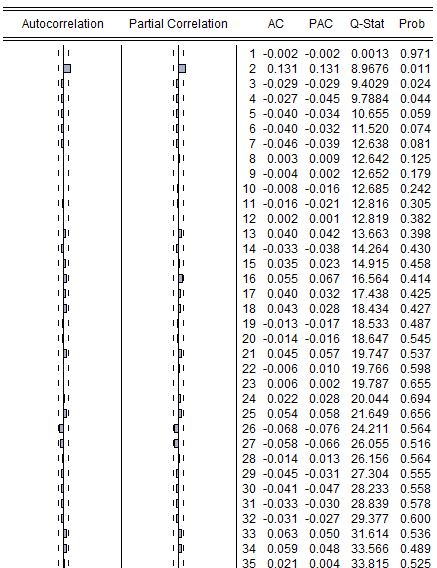 Autocorrelation Partial Correlation AC PAC Q-Stat Prob
1 -0.002 -0.002 0.0013 0.971
2 0.131 0.131 8.9676 0.011
3 -0.029 -0.029 9.4029 0.024
4 -0.027 -0.045 9.7884 0.044
5 -0.040 -0.034 10.655 0.059
6 -0.040 -0.032 11.520 0.074
7 -0.046 -0.039 12.638 0.081
8 0.003 0.009 12.642 0.125
9 -0.004 0.002 12.652 0.179
10 -0.008 -0.016 12.685 0.242
11 -0.016 -0.021 12.816 0.305
12 0.002 0.001 12.819 0.382
13 0.040 0.042 13.663 0.398
14 -0.033 -0.038 14.264 0.430
15 0.035 0.023 14.915 0.458
16 0.055 0.067 16.564 0.414
17 0.040 0.032 17.438 0.425
18 0.043 0.028 18.434 0.427
19 -0.013 -0.017 18.533 0.487
20 -0.014 -0.016 18.647 0.545
21 0.045 0.057 19.747 0.537
22 -0.006 0.010 19.766 0.598
23 0.006 0.002 19.787 0.655
24 0.022 0.028 20.044 0.694
25 0.054 0.058 21.649 0.656
26 -0.068 -0.076 24.211 0.564
27 -0.058 -0.066 26.055 0.516
28 -0.014 0.013 26.156 0.564
29 -0.045 -0.031 27.304 0.555
30 -0.041 -0.047 28.233 0.558
31 -0.033 -0.030 28.839 0.578
32 -0.031 -0.027 29.377 0.600
33 0.063 0.050 31.614 0.536
34 0.059 0.048 33.566 0.489
35 0.021 0.004 33.815 0.525